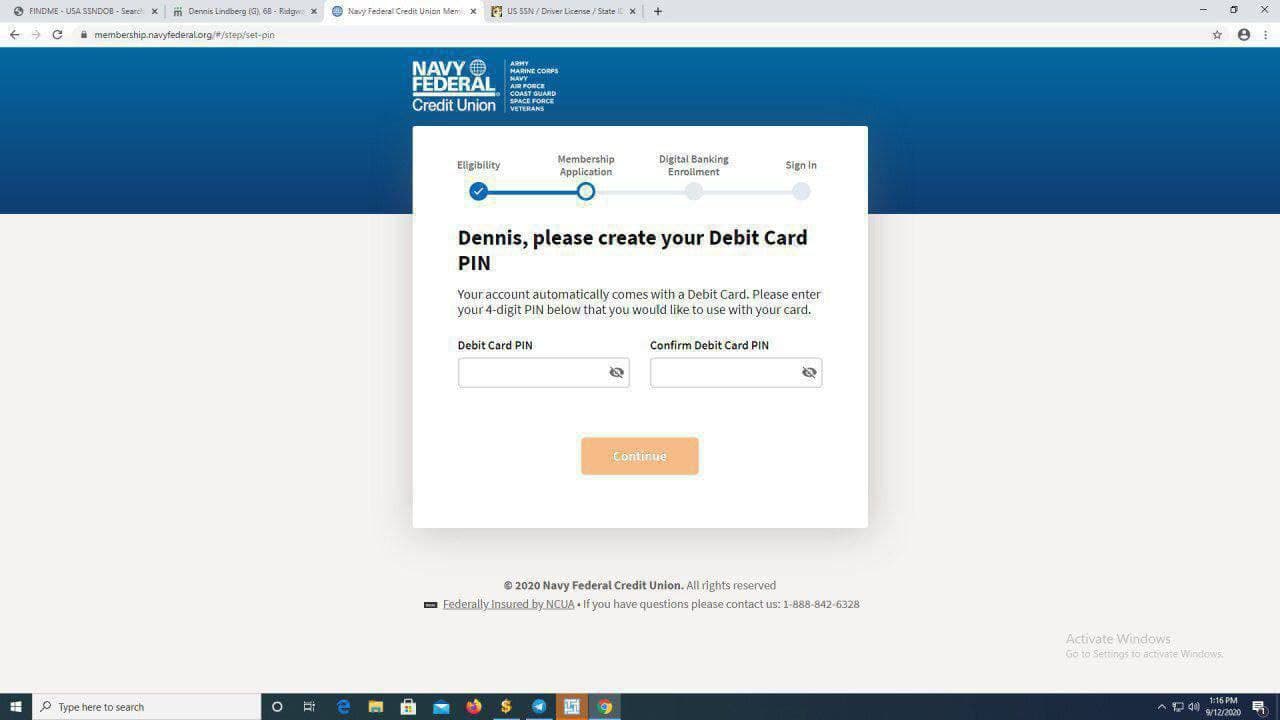 FINDME - USA SSNDOB - Search
Dennis Lindberg (G), 68 - Ridgwa
Navy Federal Credit Union Mem
US SSN / Driver License / State I
membership.navyfederal.org/#/step/set-pin
NAVY
FEDERAL
Credit Union
ARMY
MARINE CORPS
NAVY
AIR FORCE
COAST GUARD
SPACE FORCE
VETERANS
Eligibility
Membership
Application
Digital Banking
Enrollment
Sign In
Dennis, please create your Debit Card
PIN
Your account automatically comes with a Debit Card. Please enter
your 4-digit PIN below that you would like to use with your card.
Debit Card PIN
Confirm Debit Card PIN
Continue
© 2020 Navy Federal Credit Union. All rights reserved
Federally Insured by NCUA • If you have questions please contact us: 1-888-842-6328
Activate Windows
Go to Settings to activate Windows.
Type here to search
1:16 PM
9/12/2020